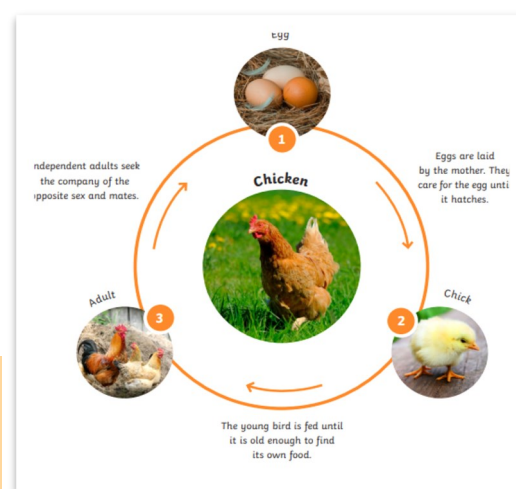 Egg
1
Chicken
Eggs are laid
by the mother. They
care for the egg until
it hatches.
Chick
2
The young bird is fed until
it is old enough to find
its own food.
Adult
3
ndependent adults seek
the company of the
pposite sex and mates.